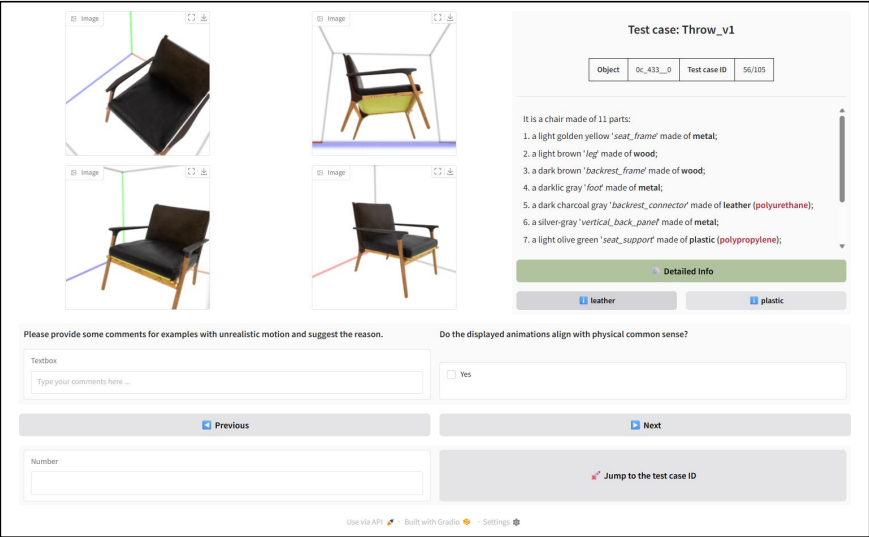 Image
Image
Image
Image
Test case: Throw_v1
Object 0c_433__0 Test case ID 56/105
It is a chair made of 11 parts:
1. a light golden yellow 'seat_frame' made of metal;
2. a light brown 'leg' made of wood;
3. a dark brown 'backrest_frame' made of wood;
4. a darklic gray 'foot' made of metal;
5. a dark charcoal gray 'backrest_connector' made of leather (polyurethane);
6. a silver-gray 'vertical_back_panel' made of metal;
7. a light olive green 'seat_support' made of plastic (polypropylene);
Detailed Info
leather
plastic
Please provide some comments for examples with unrealistic motion and suggest the reason.
Textbox
Type your comments here ...
Do the displayed animations align with physical common sense?
Yes
Previous
Next
Number
Jump to the test case ID
Use via API · Built with Gradio · Settings